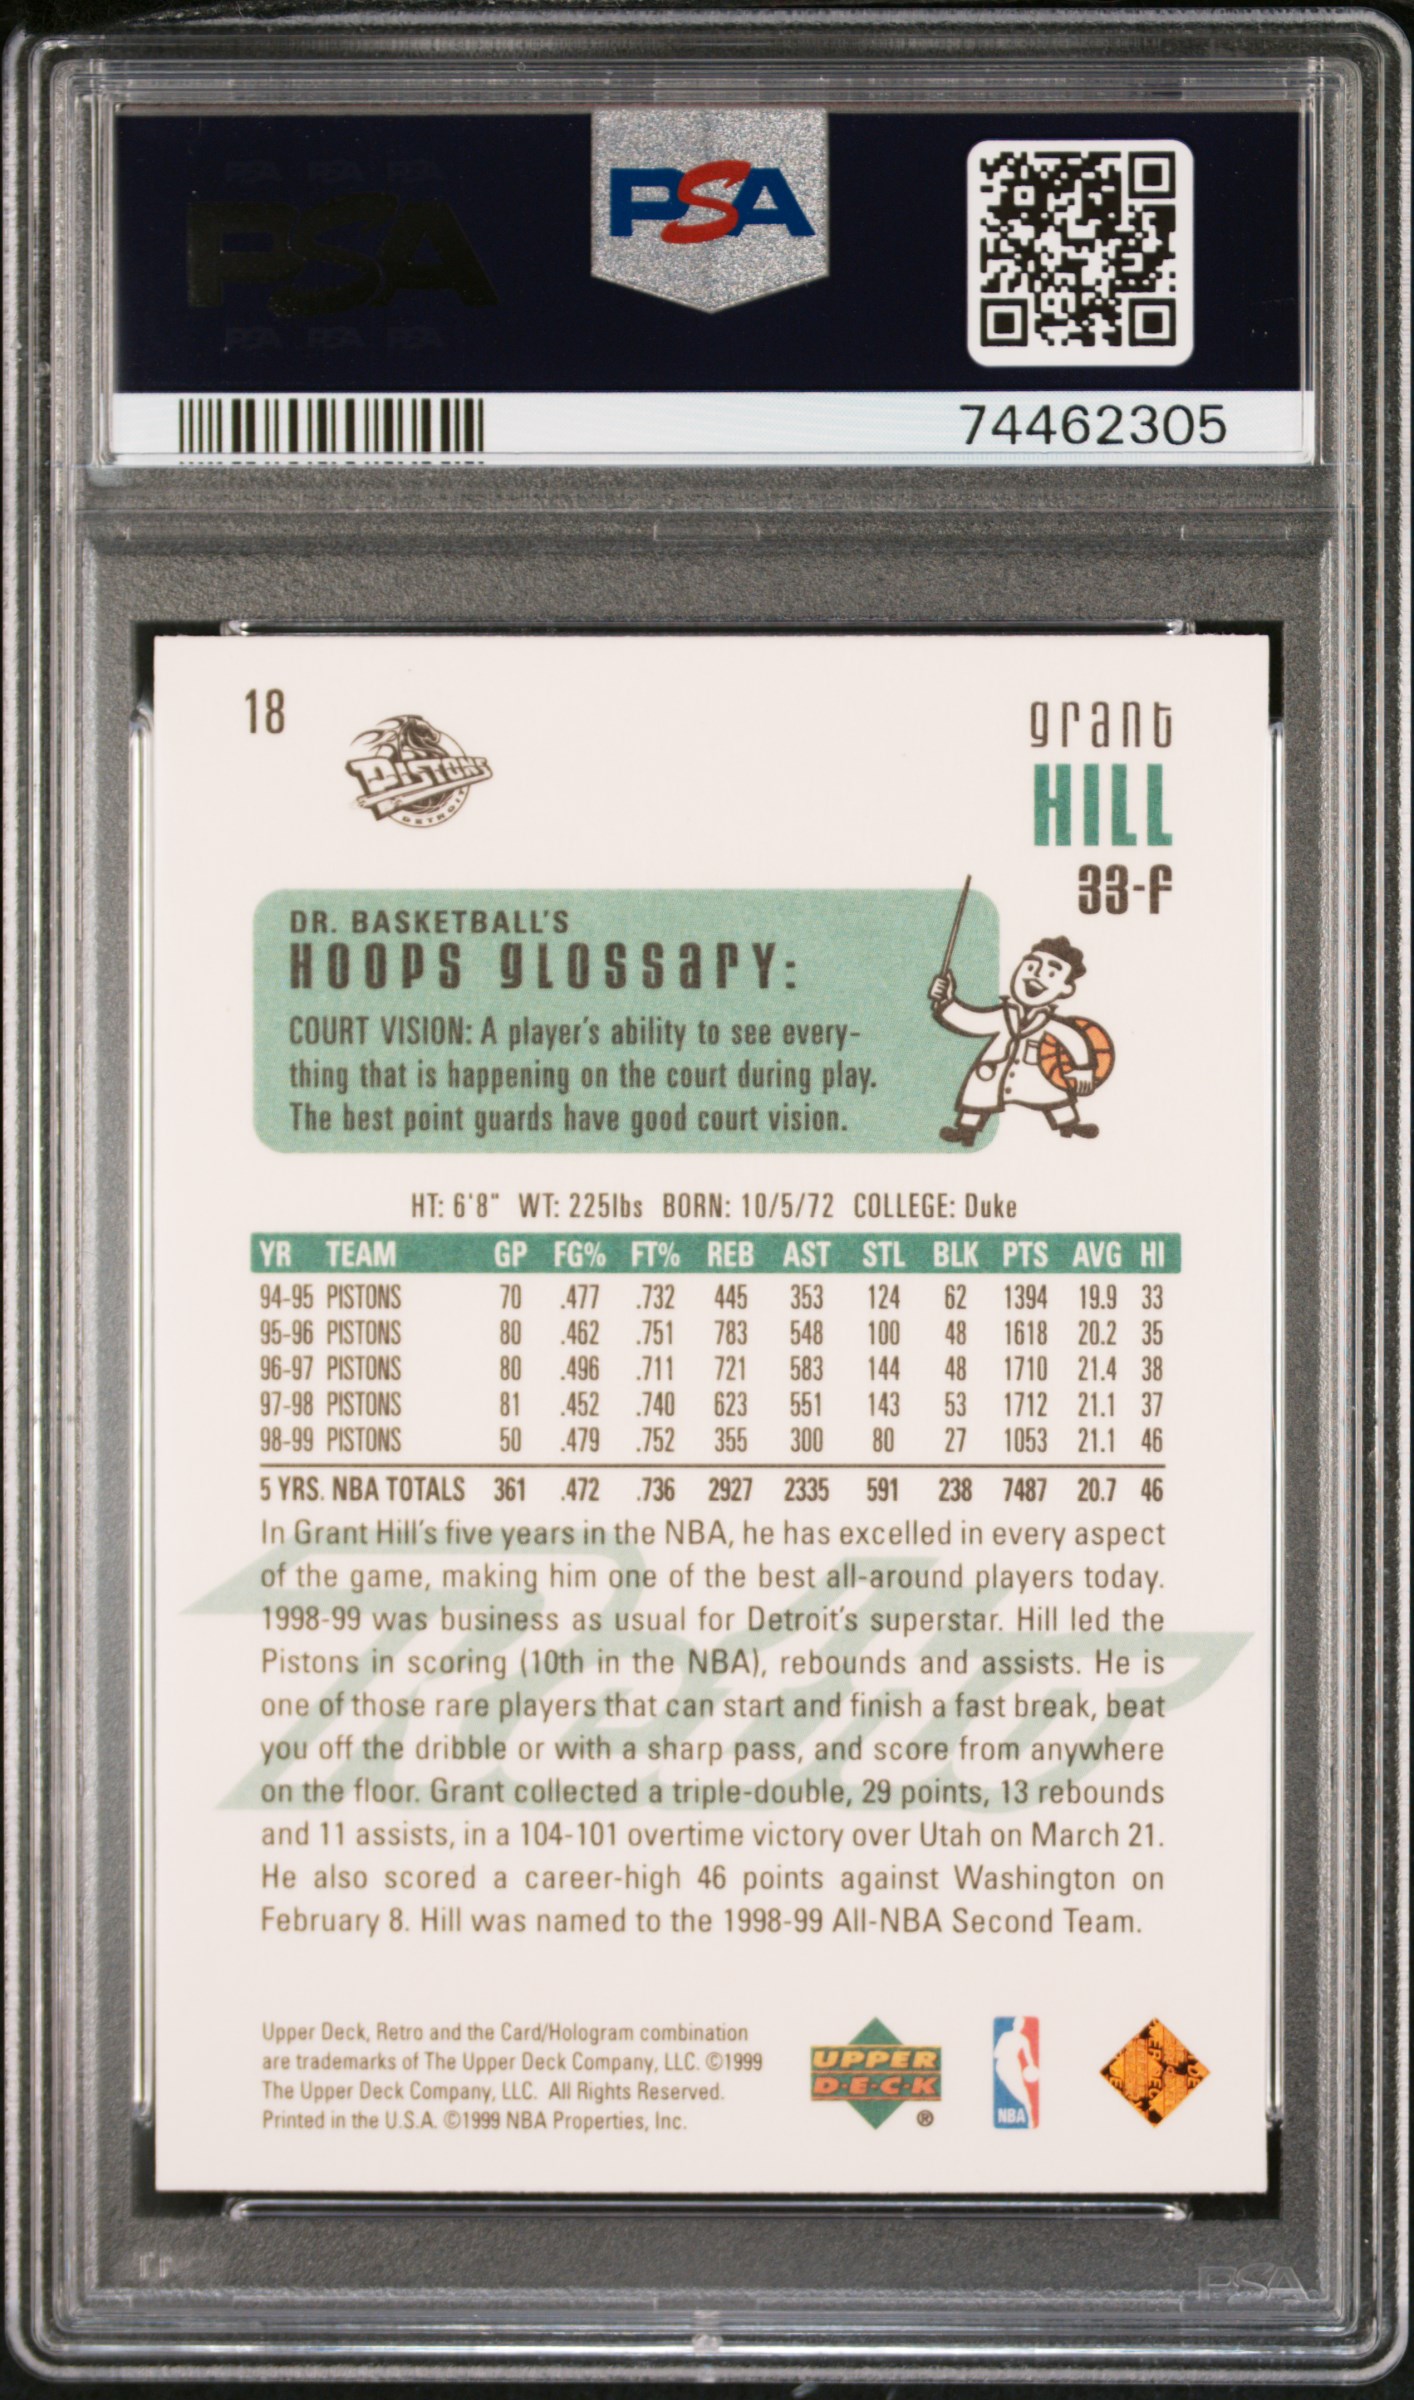 PSA PSA PSA
PSA
PSA PSA PSA
PSA
74462305
18
PISTONS
DETROIT
grant
HILL
33-F
DR. BASKETBALL'S
HOOPS GLOSSARY:
COURT VISION: A player's ability to see every-
thing that is happening on the court during play.
The best point guards have good court vision.
HT: 6'8" WT: 225lbs BORN: 10/5/72 COLLEGE: Duke
YR TEAM GP FG% FT% REB AST STL BLK PTS AVG HI
94-95 PISTONS 70 .477 .732 445 353 124 62 1394 19.9 33
95-96 PISTONS 80 .462 .751 783 548 100 48 1618 20.2 35
96-97 PISTONS 80 .496 .711 721 583 144 48 1710 21.4 38
97-98 PISTONS 81 .452 .740 623 551 143 53 1712 21.1 37
98-99 PISTONS 50 .479 .752 355 300 80 27 1053 21.1 46
5 YRS. NBA TOTALS 361 .472 .736 2927 2335 591 238 7487 20.7 46
Retro
In Grant Hill's five years in the NBA, he has excelled in every aspect
of the game, making him one of the best all-around players today.
1998-99 was business as usual for Detroit's superstar. Hill led the
Pistons in scoring (10th in the NBA), rebounds and assists. He is
one of those rare players that can start and finish a fast break, beat
you off the dribble or with a sharp pass, and score from anywhere
on the floor. Grant collected a triple-double, 29 points, 13 rebounds
and 11 assists, in a 104-101 overtime victory over Utah on March 21.
He also scored a career-high 46 points against Washington on
February 8. Hill was named to the 1998-99 All-NBA Second Team.
Upper Deck, Retro and the Card/Hologram combination
are trademarks of The Upper Deck Company, LLC. ©1999
The Upper Deck Company, LLC. All Rights Reserved.
Printed in the U.S.A. ©1999 NBA Properties, Inc.
UPPER
D·E·C·K
®
NBA
PSA